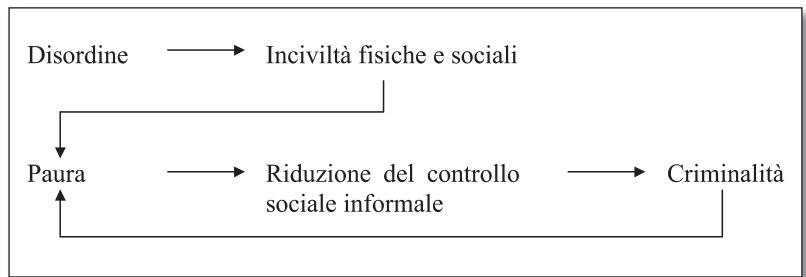 Disordine Inciviltà fisiche e sociali
Paura Riduzione del controllo sociale informale Criminalità